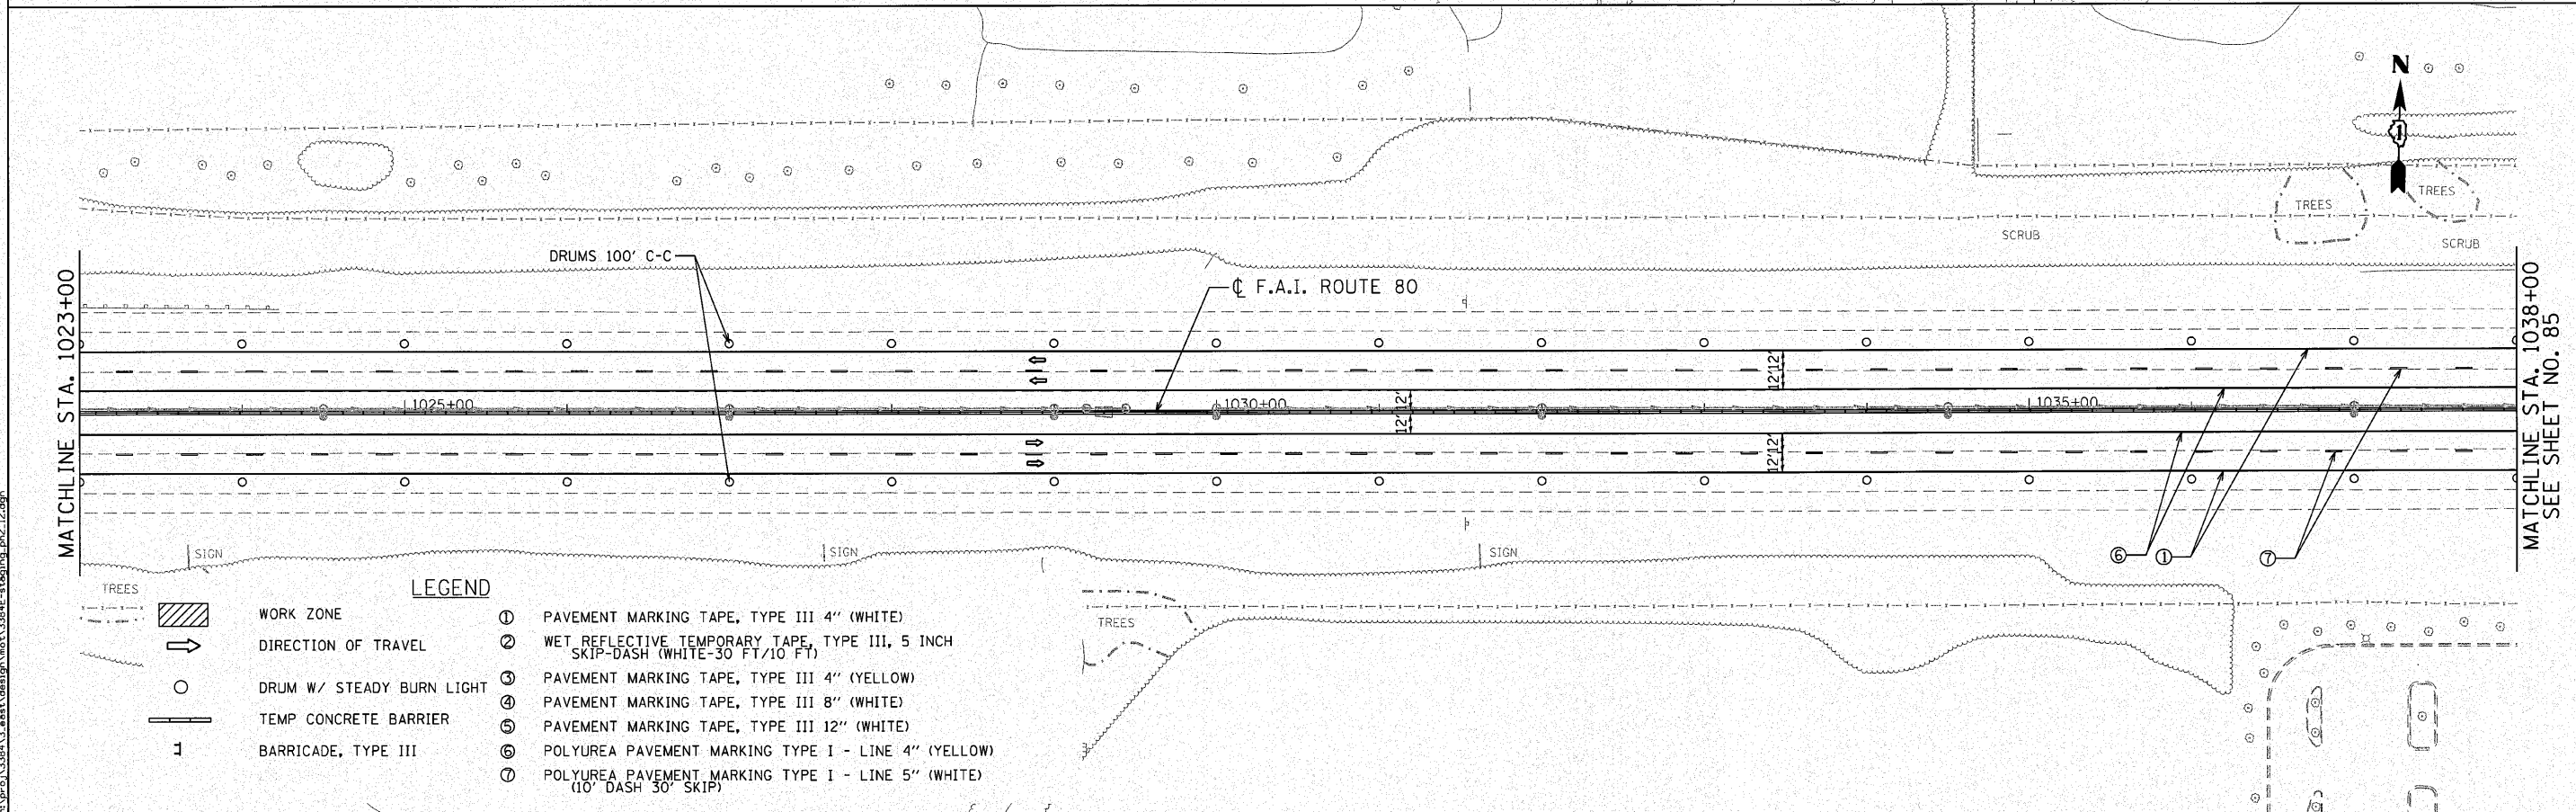 N
1
TREES
TREES
SCRUB
SCRUB
DRUMS 100' C-C
℄ F.A.I. ROUTE 80
MATCHLINE STA. 1023+00
12' 12'
1025+00
1030+00
1035+00
12' 12'
12' 12'
MATCHLINE STA. 1038+00
SEE SHEET NO. 85
⑥ ① ⑦
SIGN
SIGN
SIGN
TREES
TREES
LEGEND
WORK ZONE
DIRECTION OF TRAVEL
DRUM W/ STEADY BURN LIGHT
TEMP CONCRETE BARRIER
BARRICADE, TYPE III
① PAVEMENT MARKING TAPE, TYPE III 4" (WHITE)
② WET REFLECTIVE TEMPORARY TAPE, TYPE III, 5 INCH
SKIP-DASH (WHITE-30 FT/10 FT)
③ PAVEMENT MARKING TAPE, TYPE III 4" (YELLOW)
④ PAVEMENT MARKING TAPE, TYPE III 8" (WHITE)
⑤ PAVEMENT MARKING TAPE, TYPE III 12" (WHITE)
⑥ POLYUREA PAVEMENT MARKING TYPE I - LINE 4" (YELLOW)
⑦ POLYUREA PAVEMENT MARKING TYPE I - LINE 5" (WHITE)
(10' DASH 30' SKIP)